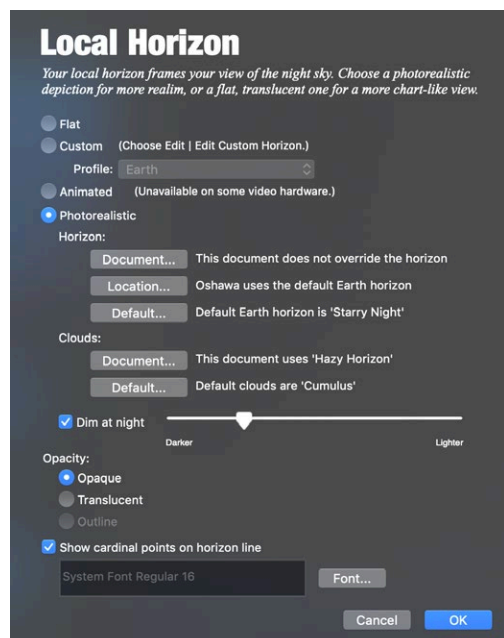 Local Horizon
Your local horizon frames your view of the night sky. Choose a photorealistic
depiction for more realim, or a flat, translucent one for a more chart-like view.
Flat
Custom (Choose Edit | Edit Custom Horizon.)
Profile: Earth
Animated (Unavailable on some video hardware.)
Photorealistic
Horizon:
Document... This document does not override the horizon
Location... Oshawa uses the default Earth horizon
Default... Default Earth horizon is 'Starry Night'
Clouds:
Document... This document uses 'Hazy Horizon'
Default... Default clouds are 'Cumulus'
Dim at night
Darker Lighter
Opacity:
Opaque
Translucent
Outline
Show cardinal points on horizon line
System Font Regular 16 Font...
Cancel OK